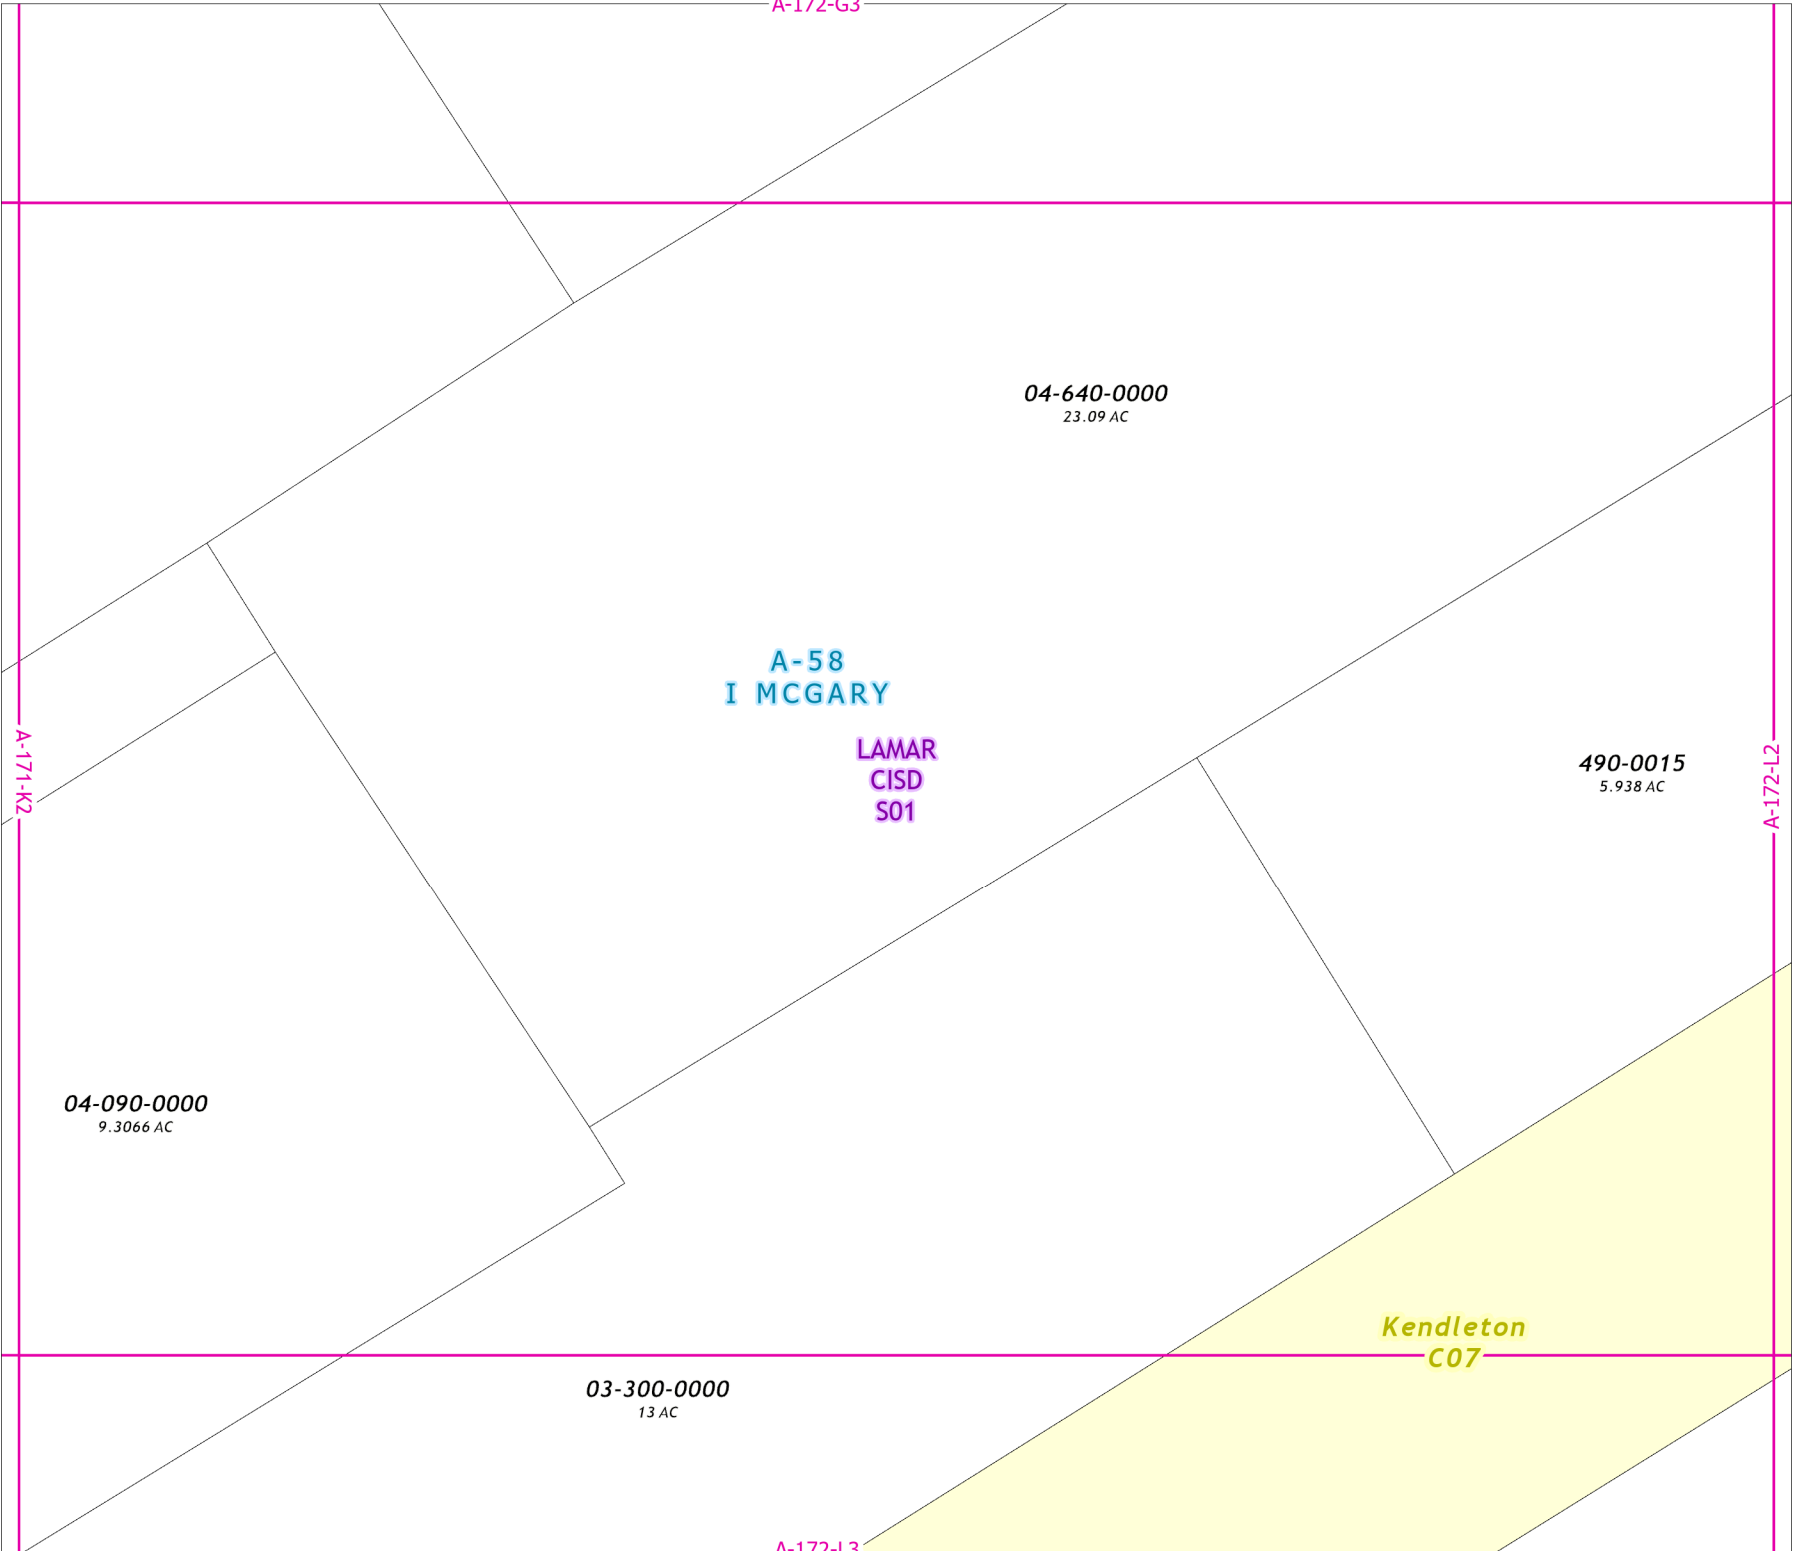 A-172-G3
04-640-0000
23.09 AC
A-58
I MCGARY
LAMAR
CISD
S01
A-171-K2
490-0015
5.938 AC
A-172-L2
04-090-0000
9.3066 AC
Kendleton
C07
03-300-0000
13 AC
A-172-L3